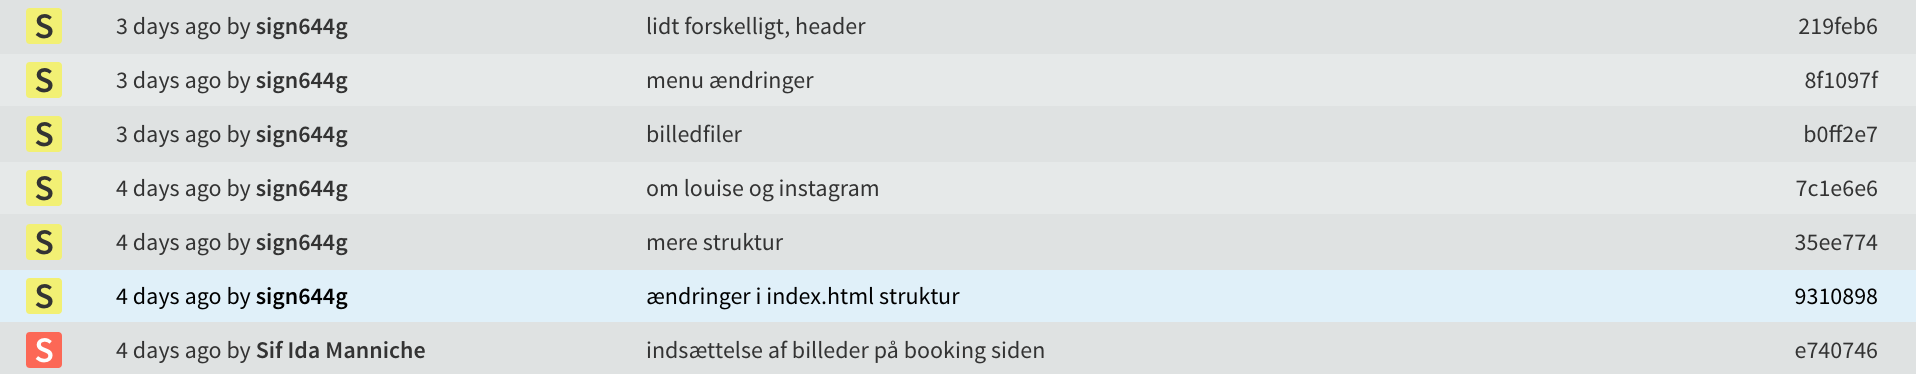 S 3 days ago by sign644g lidt forskelligt, header 219feb6
S 3 days ago by sign644g menu ændringer 8f1097f
S 3 days ago by sign644g billedfiler b0ff2e7
S 4 days ago by sign644g om louise og instagram 7c1e6e6
S 4 days ago by sign644g mere struktur 35ee774
S 4 days ago by sign644g ændringer i index.html struktur 9310898
S 4 days ago by Sif Ida Manniche indsættelse af billeder på booking siden e740746